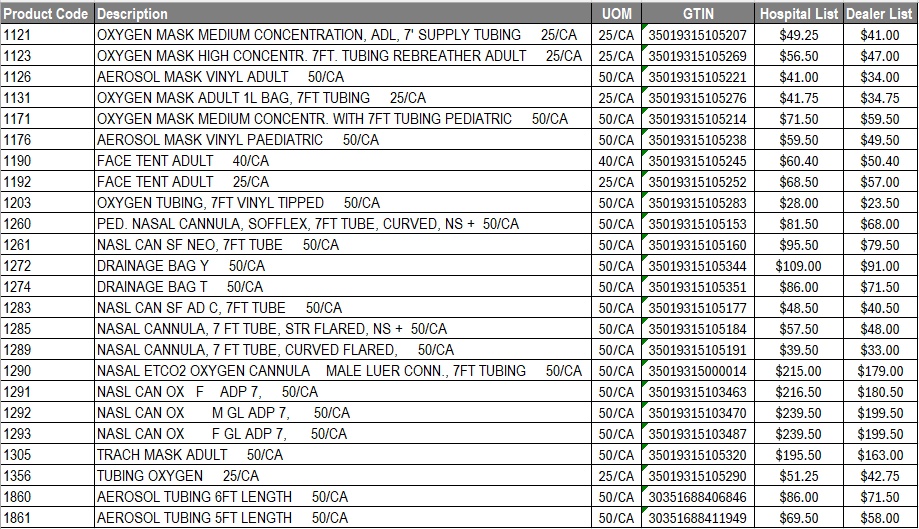 Product Code Description UOM GTIN Hospital List Dealer List
1121 OXYGEN MASK MEDIUM CONCENTRATION, ADL, 7' SUPPLY TUBING 25/CA 25/CA 35019315105207 $49.25 $41.00
1123 OXYGEN MASK HIGH CONCENTR. 7FT. TUBING REBREATHER ADULT 25/CA 25/CA 35019315105269 $56.50 $47.00
1126 AEROSOL MASK VINYL ADULT 50/CA 50/CA 35019315105221 $41.00 $34.00
1131 OXYGEN MASK ADULT 1L BAG, 7FT TUBING 25/CA 25/CA 35019315105276 $41.75 $34.75
1171 OXYGEN MASK MEDIUM CONCENTR. WITH 7FT TUBING PEDIATRIC 50/CA 50/CA 35019315105214 $71.50 $59.50
1176 AEROSOL MASK VINYL PAEDIATRIC 50/CA 50/CA 35019315105238 $59.50 $49.50
1190 FACE TENT ADULT 40/CA 40/CA 35019315105245 $60.40 $50.40
1192 FACE TENT ADULT 25/CA 25/CA 35019315105252 $68.50 $57.00
1203 OXYGEN TUBING, 7FT VINYL TIPPED 50/CA 50/CA 35019315105283 $28.00 $23.50
1260 PED. NASAL CANNULA, SOFFLEX, 7FT TUBE, CURVED, NS + 50/CA 50/CA 35019315105153 $81.50 $68.00
1261 NASL CAN SF NEO, 7FT TUBE 50/CA 50/CA 35019315105160 $95.50 $79.50
1272 DRAINAGE BAG Y 50/CA 50/CA 35019315105344 $109.00 $91.00
1274 DRAINAGE BAG T 50/CA 50/CA 35019315105351 $86.00 $71.50
1283 NASL CAN SF AD C, 7FT TUBE 50/CA 50/CA 35019315105177 $48.50 $40.50
1285 NASAL CANNULA, 7 FT TUBE, STR FLARED, NS + 50/CA 50/CA 35019315105184 $57.50 $48.00
1289 NASAL CANNULA, 7 FT TUBE, CURVED FLARED, 50/CA 50/CA 35019315105191 $39.50 $33.00
1290 NASAL ETCO2 OXYGEN CANNULA MALE LUER CONN., 7FT TUBING 50/CA 50/CA 35019315000014 $215.00 $179.00
1291 NASL CAN OX F ADP 7, 50/CA 50/CA 35019315103463 $216.50 $180.50
1292 NASL CAN OX M GL ADP 7, 50/CA 50/CA 35019315103470 $239.50 $199.50
1293 NASL CAN OX F GL ADP 7, 50/CA 50/CA 35019315103487 $239.50 $199.50
1305 TRACH MASK ADULT 50/CA 50/CA 35019315105320 $195.50 $163.00
1356 TUBING OXYGEN 25/CA 25/CA 35019315105290 $51.25 $42.75
1860 AEROSOL TUBING 6FT LENGTH 50/CA 50/CA 30351688406846 $86.00 $71.50
1861 AEROSOL TUBING 5FT LENGTH 50/CA 50/CA 30351688411949 $69.50 $58.00